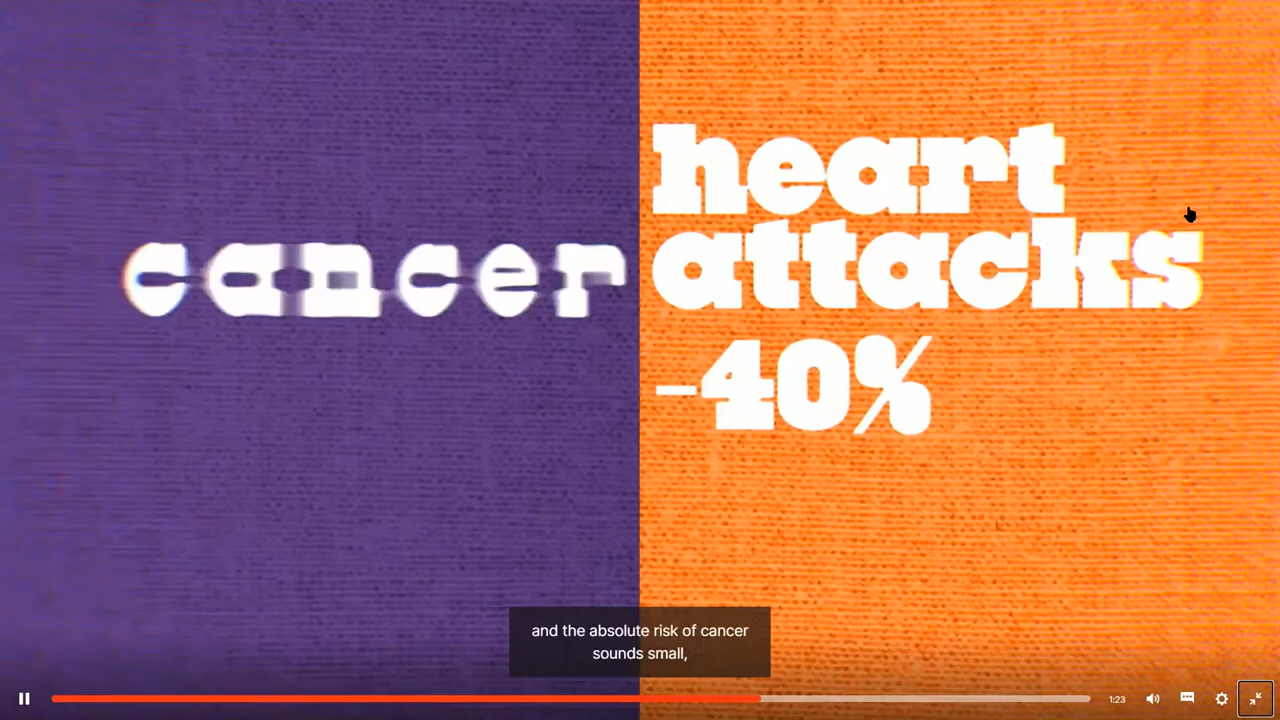 cancer
heart
attacks
-40%
and the absolute risk of cancer
sounds small,
1:23